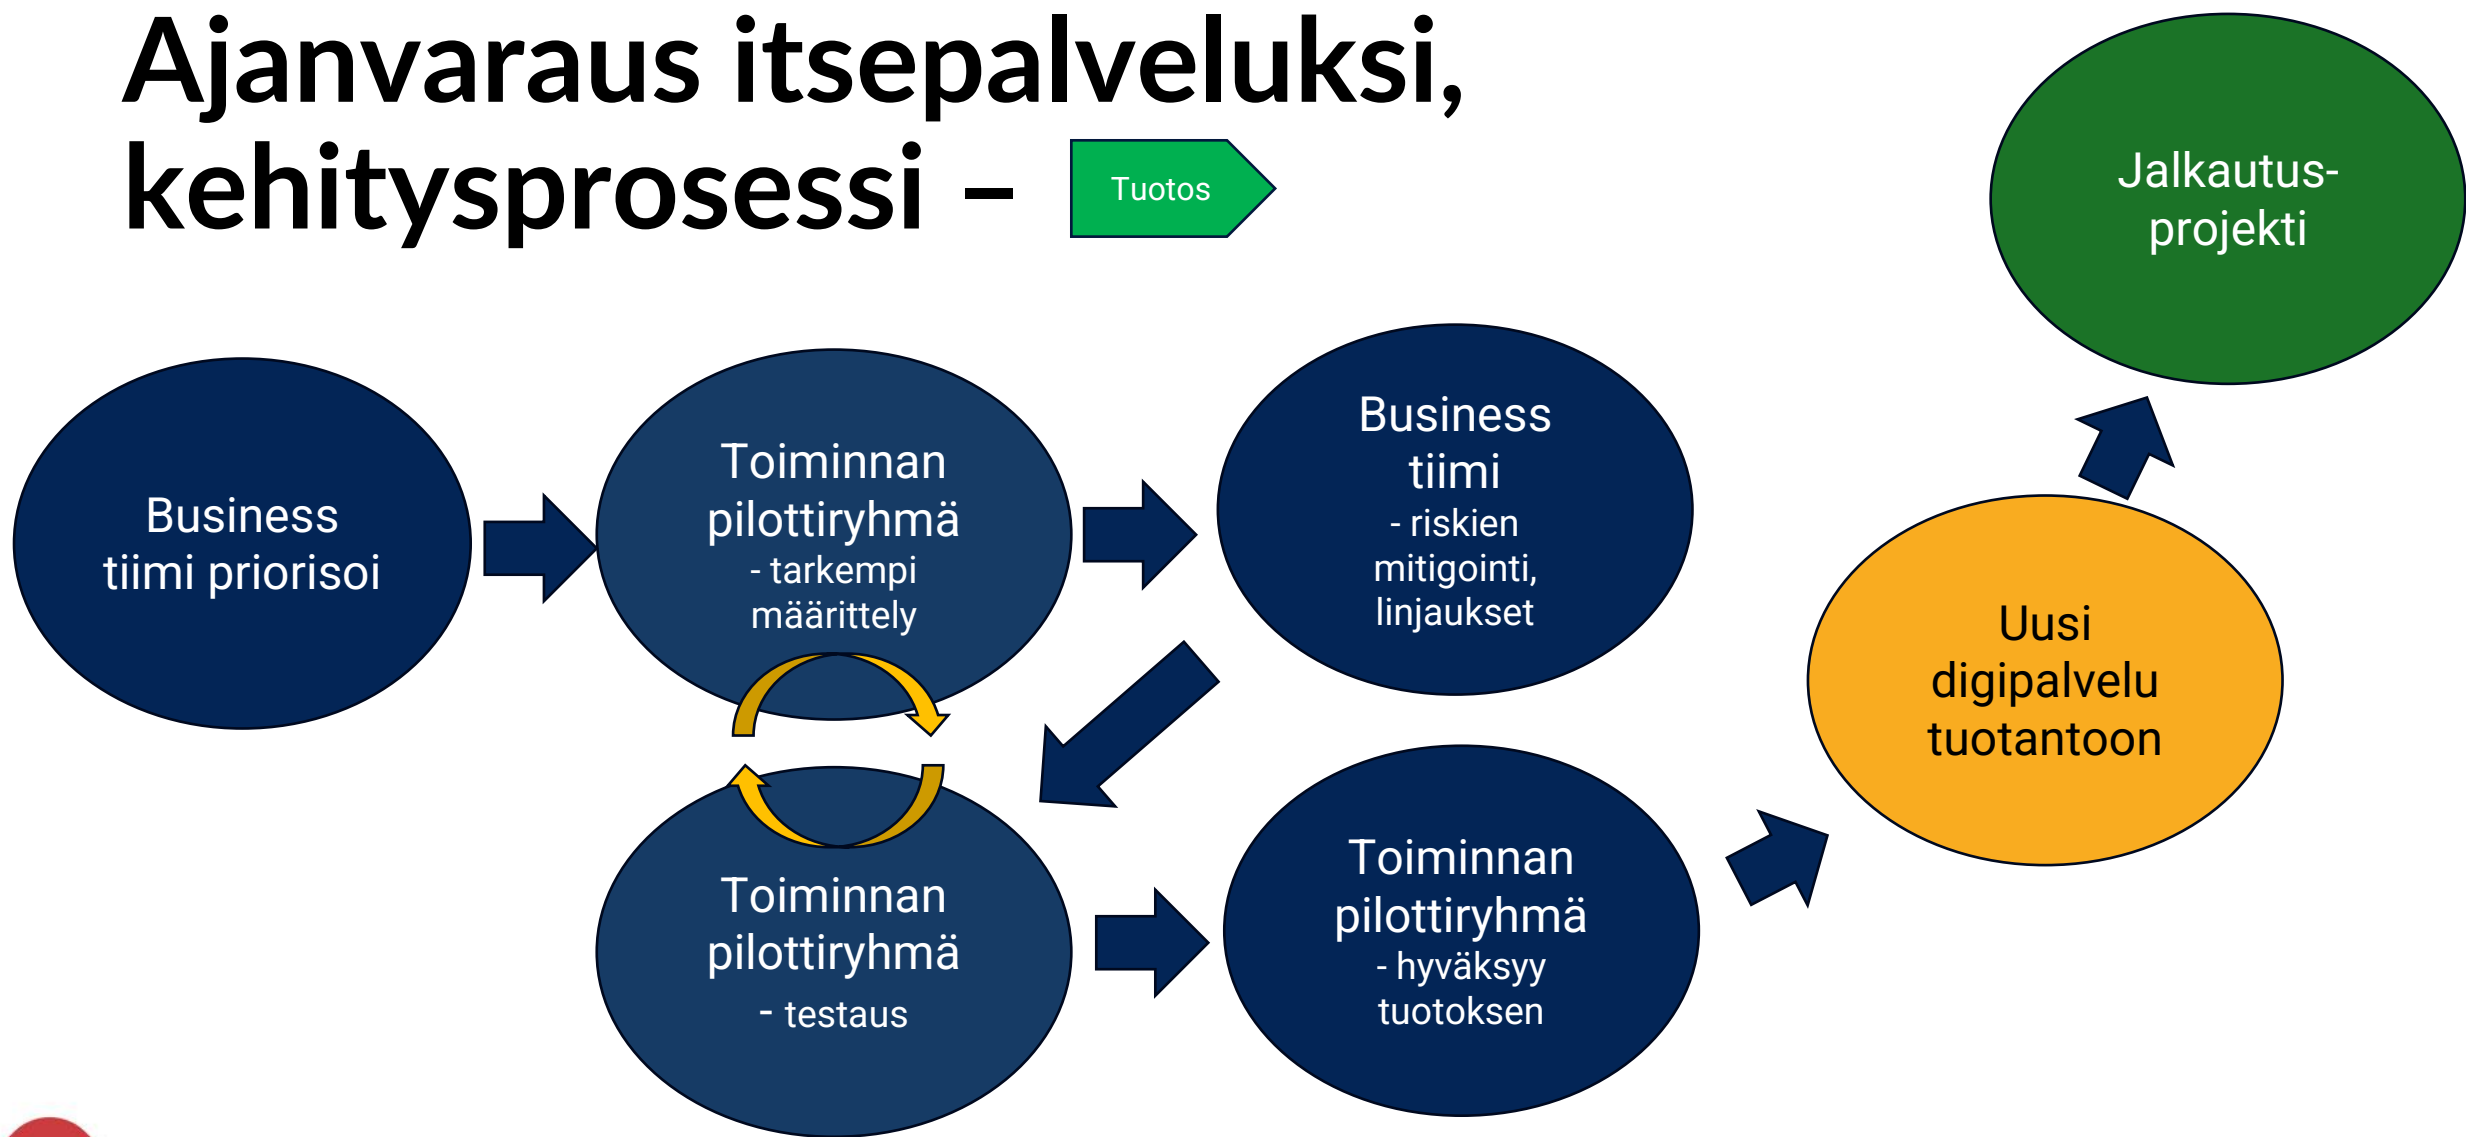 Ajanvaraus itsepalveluksi,
kehitysprosessi –
Tuotos
Jalkautus-
projekti
Business
tiimi priorisoi
Toiminnan
pilottiryhmä
- tarkempi
määrittely
Business
tiimi
- riskien
mitigointi,
linjaukset
Toiminnan
pilottiryhmä
- testaus
Toiminnan
pilottiryhmä
- hyväksyy
tuotoksen
Uusi
digipalvelu
tuotantoon